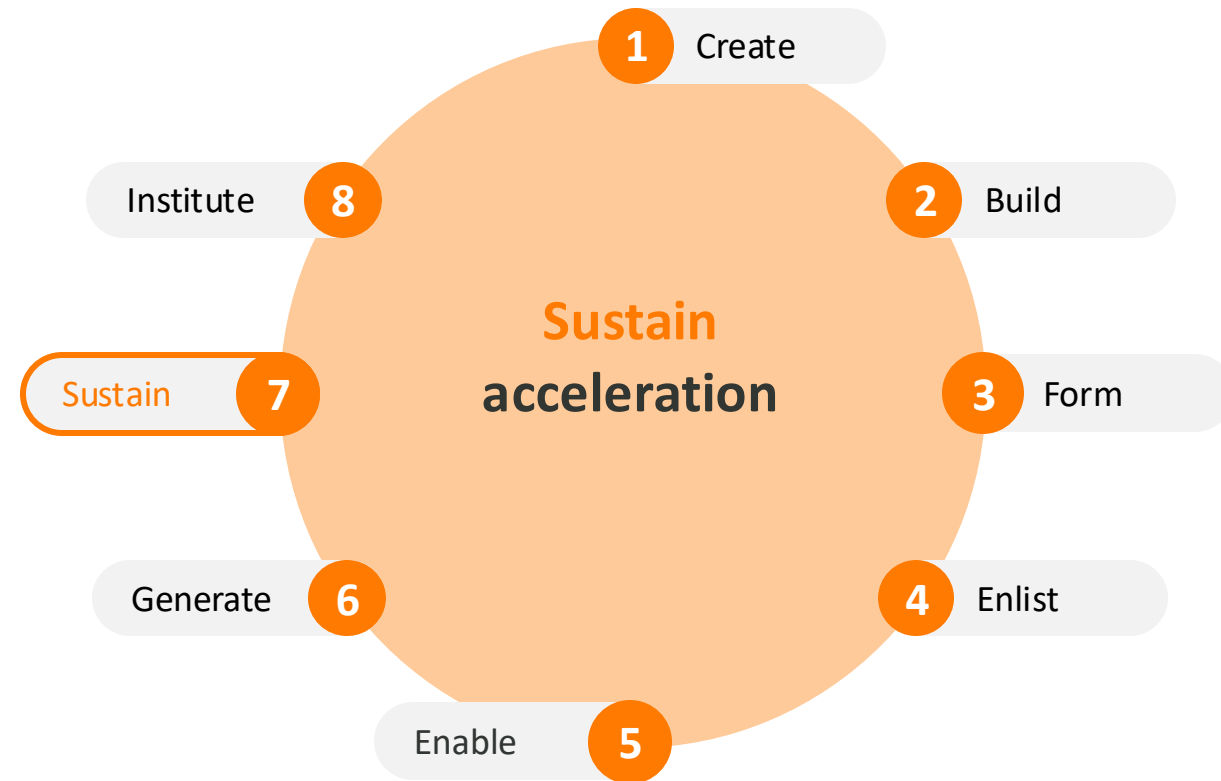 1 Create
2 Build
3 Form
4 Enlist
Enable 5
Generate 6
Sustain 7
Institute 8
Sustain
acceleration